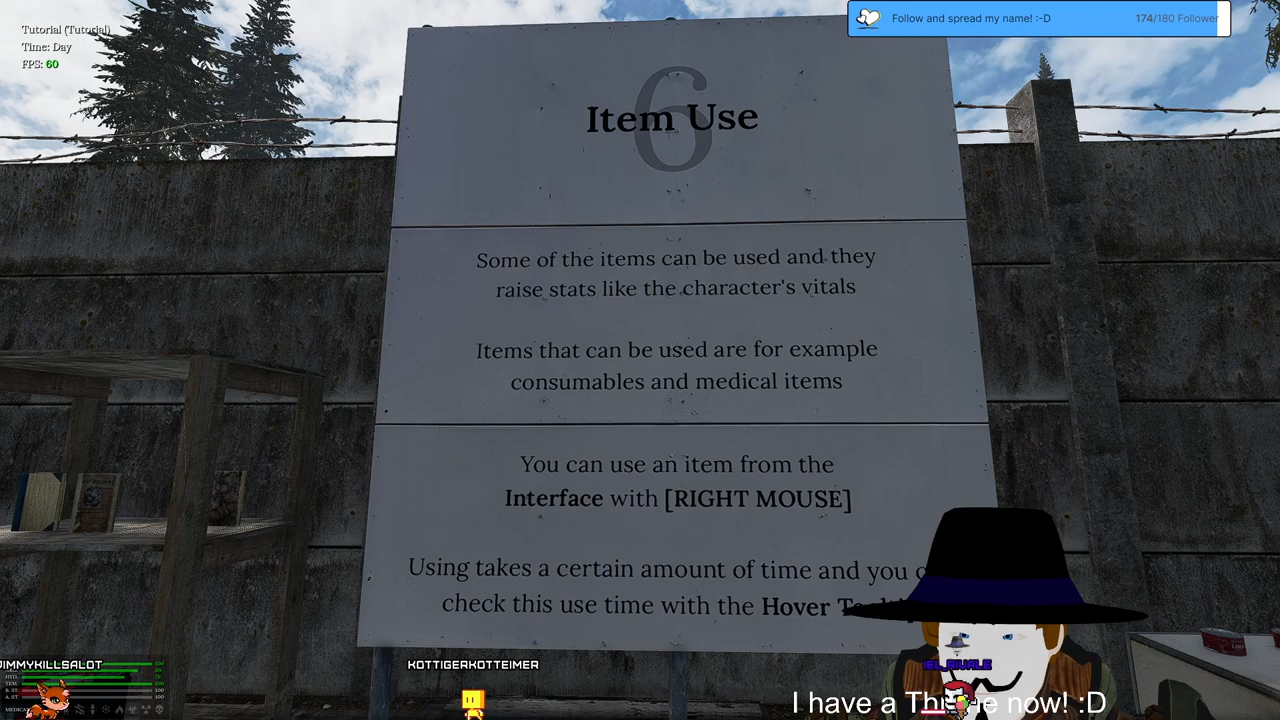 Tutorial (Tutorial)
Time: Day
FPS: 60
Follow and spread my name! :-D 174/180 Follower
6
Item Use
Some of the items can be used and they
raise stats like the character's vitals
Items that can be used are for example
consumables and medical items
You can use an item from the
Interface with [RIGHT MOUSE]
Using takes a certain amount of time and you
check this use time with the Hover
JIMMYKILLSALOT
KOTTIGERKOTTEIMER
I have a now! :D